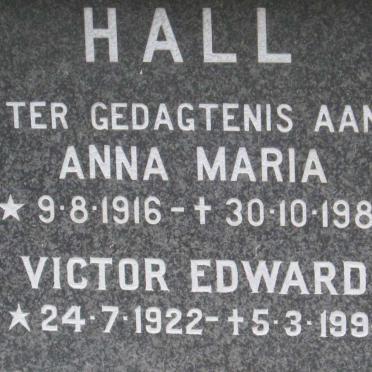 HALL
TER GEDAGTENIS AAN
ANNA MARIA
★ 9·8·1916 - ✝ 30·10·198
VICTOR EDWARD
★ 24·7·1922 - ✝ 5·3·199